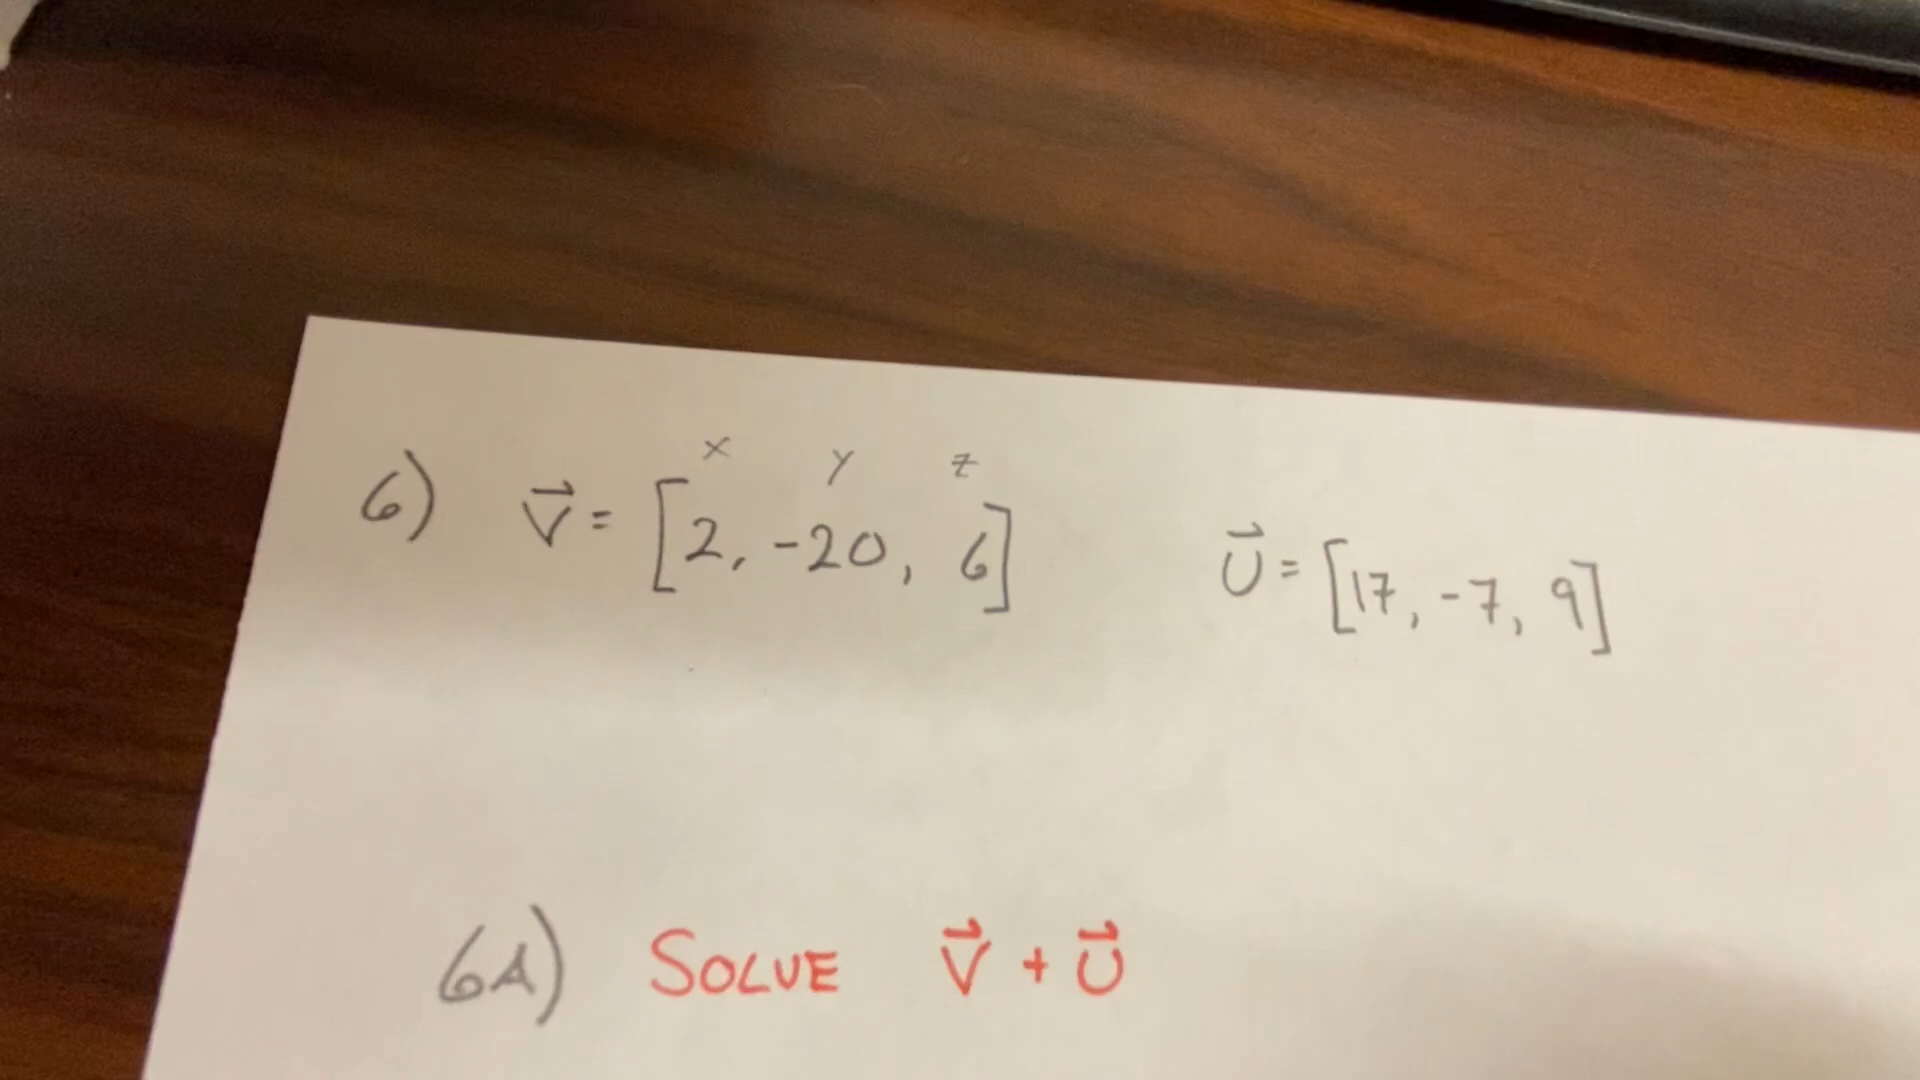 x y z
6) V⃗ = [2, -20, 6] U⃗ = [17, -7, 9]
6A) SOLVE V⃗ + U⃗